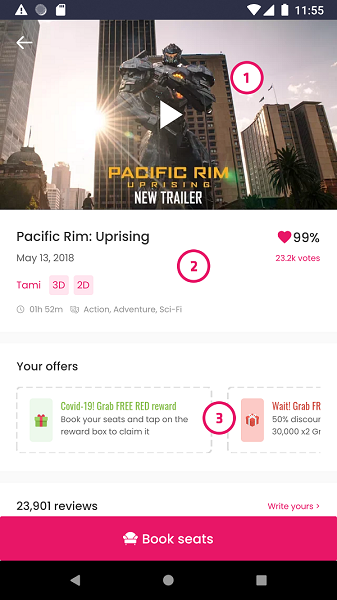 11:55
1
PACIFIC RIM
UPRISING
NEW TRAILER
Pacific Rim: Uprising
99%
May 13, 2018
23.2k votes
2
Tami 3D 2D
01h 52m Action, Adventure, Sci-Fi
Your offers
Covid-19! Grab FREE RED reward
Book your seats and tap on the
reward box to claim it
3
Wait! Grab FR
50% discoun
30,000 x2 Gr
23,901 reviews
Write yours >
Book seats